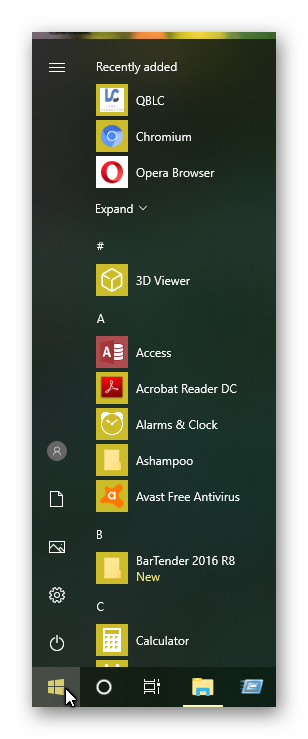 Recently added
QBLC
Chromium
Opera Browser
Expand
#
3D Viewer
A
Access
Acrobat Reader DC
Alarms & Clock
Ashampoo
Avast Free Antivirus
B
BarTender 2016 R8
New
C
Calculator